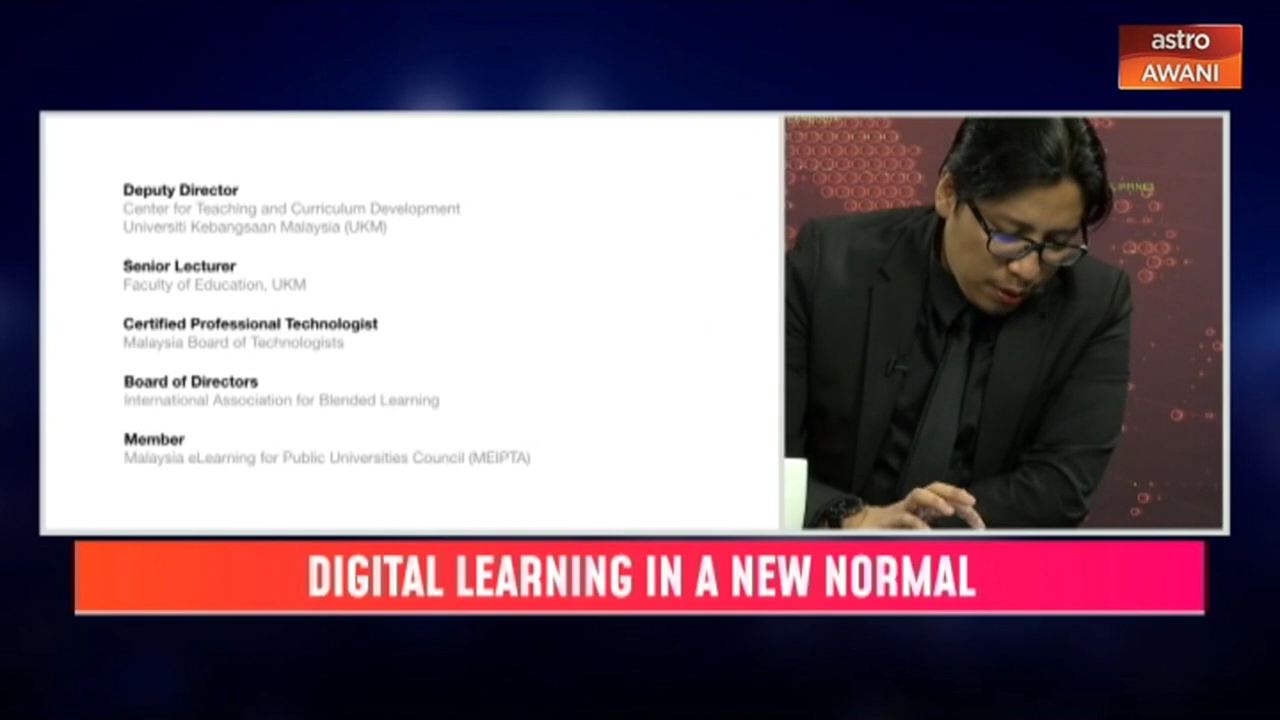 astro
AWANI
Deputy Director
Center for Teaching and Curriculum Development
Universiti Kebangsaan Malaysia (UKM)
Senior Lecturer
Faculty of Education, UKM
Certified Professional Technologist
Malaysia Board of Technologists
Board of Directors
International Association for Blended Learning
Member
Malaysia eLearning for Public Universities Council (MEIPTA)
DIGITAL LEARNING IN A NEW NORMAL